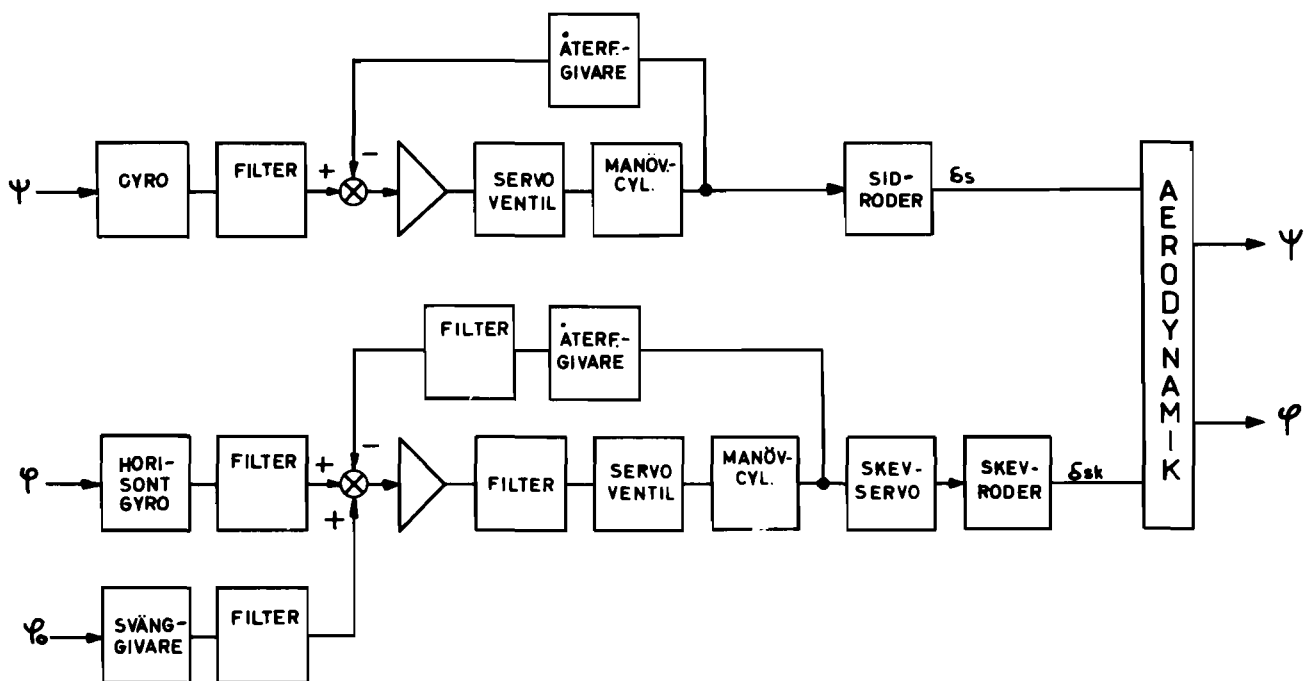 ÅTERF.-
GIVARE
Ψ
GYRO
FILTER
+
-
SERVO
VENTIL
MANÖV-
CYL.
SID-
RODER
δs
AERODYNAMIK
Ψ
φ
FILTER
ÅTERF.-
GIVARE
φ
HORI-
SONT
GYRO
FILTER
+
-
+
FILTER
SERVO
VENTIL
MANÖV-
CYL.
SKEV-
SERVO
SKEV-
RODER
δsk
φ₀
SVÄNG-
GIVARE
FILTER